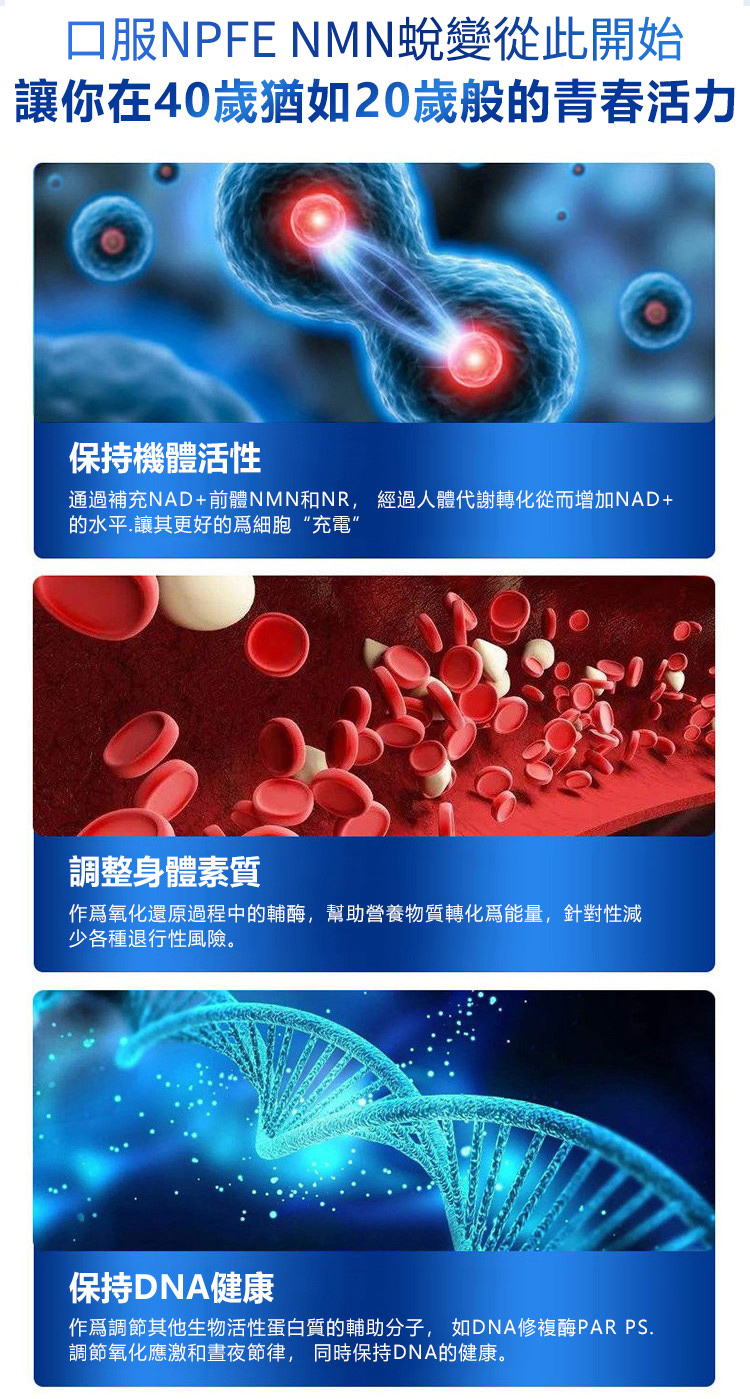 口服NPFE NMN蛻變從此開始
讓你在40歲猶如20歲般的青春活力
保持機體活性
通過補充NAD+前體NMN和NR， 經過人體代謝轉化從而增加NAD+
的水平.讓其更好的爲細胞“充電”
調整身體素質
作爲氧化還原過程中的輔酶，幫助營養物質轉化爲能量，針對性減
少各種退行性風險。
保持DNA健康
作爲調節其他生物活性蛋白質的輔助分子， 如DNA修複酶PAR PS.
調節氧化應激和晝夜節律， 同時保持DNA的健康。